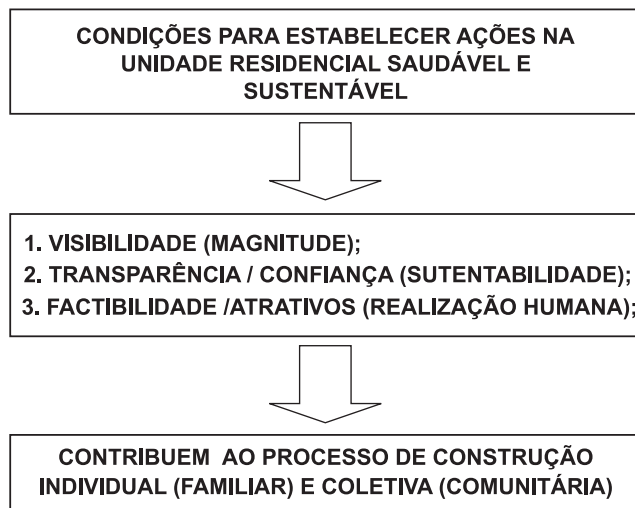 CONDIÇÕES PARA ESTABELECER AÇÕES NA
UNIDADE RESIDENCIAL SAUDÁVEL E
SUSTENTÁVEL
1. VISIBILIDADE (MAGNITUDE);
2. TRANSPARÊNCIA / CONFIANÇA (SUTENTABILIDADE);
3. FACTIBILIDADE /ATRATIVOS (REALIZAÇÃO HUMANA);
CONTRIBUEM AO PROCESSO DE CONSTRUÇÃO
INDIVIDUAL (FAMILIAR) E COLETIVA (COMUNITÁRIA)